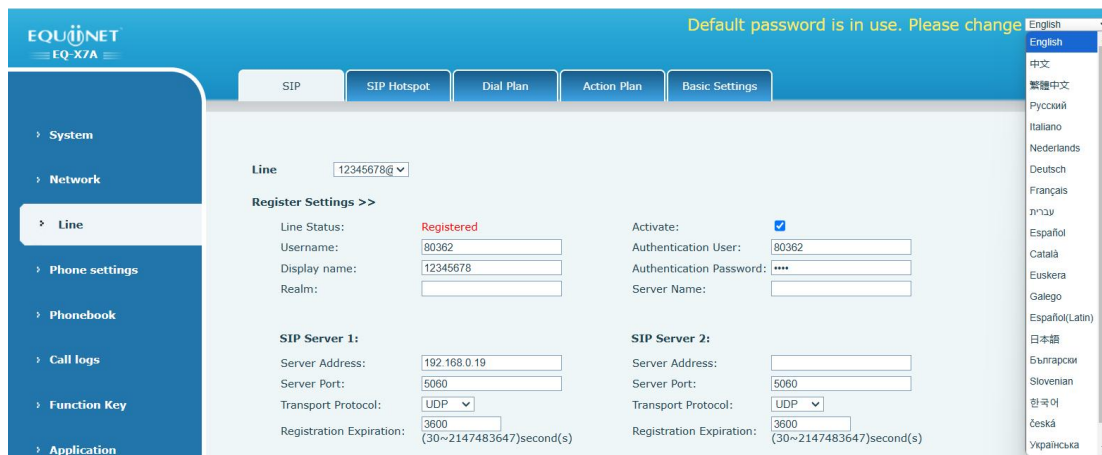 EQUiiNET
EQ-X7A
Default password is in use. Please change
English
English
中文
繁體中文
Русский
Italiano
Nederlands
Deutsch
Français
עברית
Español
Català
Euskera
Galego
Español(Latin)
日本語
Български
Slovenian
한국어
česká
Українська
SIP
SIP Hotspot
Dial Plan
Action Plan
Basic Settings
› System
› Network
› Line
› Phone settings
› Phonebook
› Call logs
› Function Key
› Application
Line 12345678@
Register Settings >>
Line Status: Registered Activate:
Username: 80362 Authentication User: 80362
Display name: 12345678 Authentication Password: ••••
Realm: Server Name:
SIP Server 1: SIP Server 2:
Server Address: 192.168.0.19 Server Address:
Server Port: 5060 Server Port: 5060
Transport Protocol: UDP Transport Protocol: UDP
Registration Expiration: 3600 (30~2147483647)second(s) Registration Expiration: 3600 (30~2147483647)second(s)